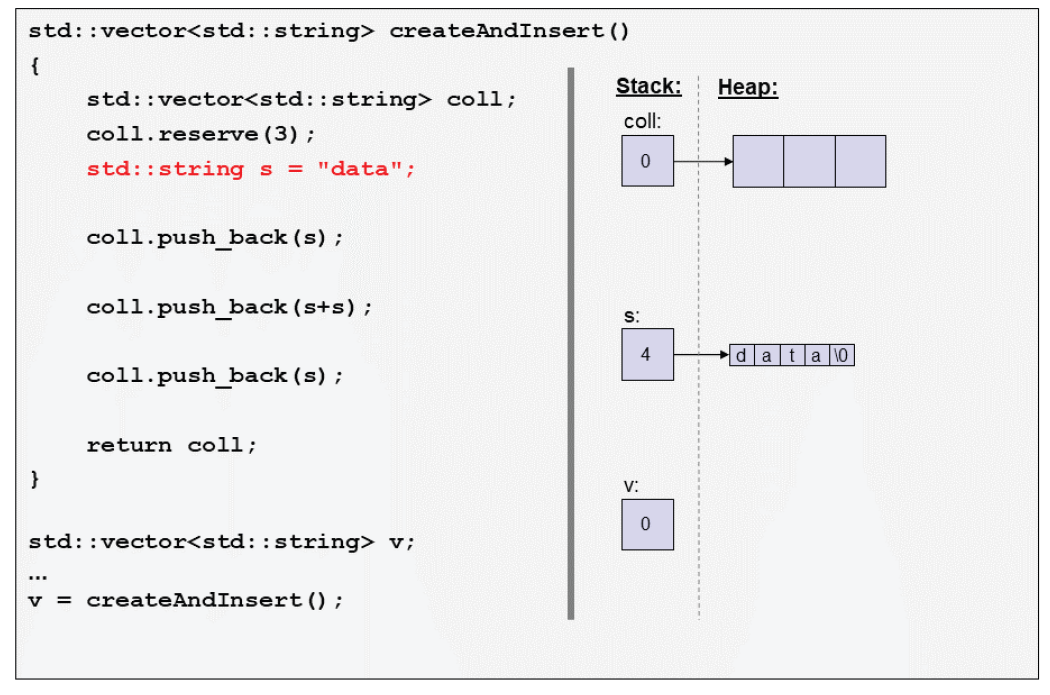 std::vector<std::string> createAndInsert()
{
    std::vector<std::string> coll;
    coll.reserve(3);
    std::string s = "data";
    coll.push_back(s);
    coll.push_back(s+s);
    coll.push_back(s);
    return coll;
}
std::vector<std::string> v;
...
v = createAndInsert();
Stack: Heap:
coll:
0
s:
4 d a t a \0
v:
0